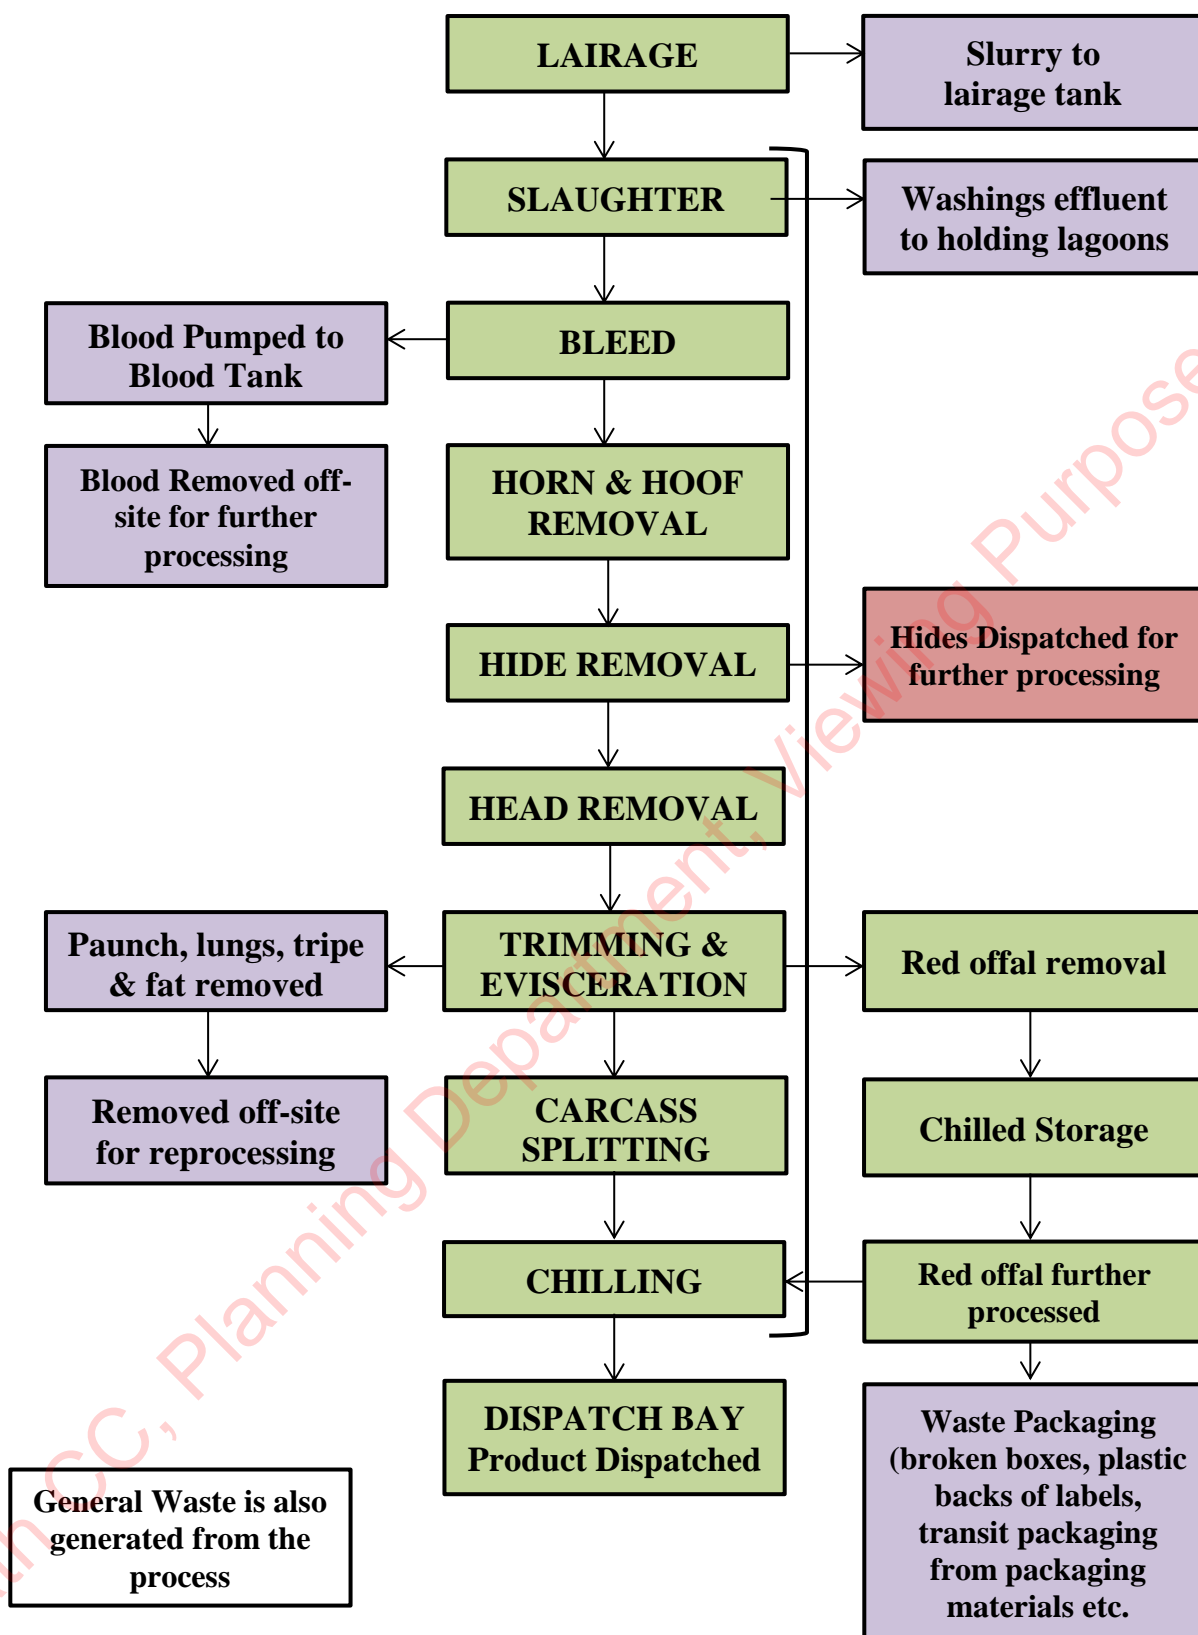 LAIRAGE
Slurry to
lairage tank
SLAUGHTER
Washings effluent
to holding lagoons
Blood Pumped to
Blood Tank
BLEED
Blood Removed off-
site for further
processing
HORN & HOOF
REMOVAL
HIDE REMOVAL
Hides Dispatched for
further processing
HEAD REMOVAL
Paunch, lungs, tripe
& fat removed
TRIMMING &
EVISCERATION
Red offal removal
Removed off-site
for reprocessing
CARCASS
SPLITTING
Chilled Storage
CHILLING
Red offal further
processed
DISPATCH BAY
Product Dispatched
Waste Packaging
(broken boxes, plastic
backs of labels,
transit packaging
from packaging
materials etc.
General Waste is also
generated from the
process
CC, Planning Department, Viewing